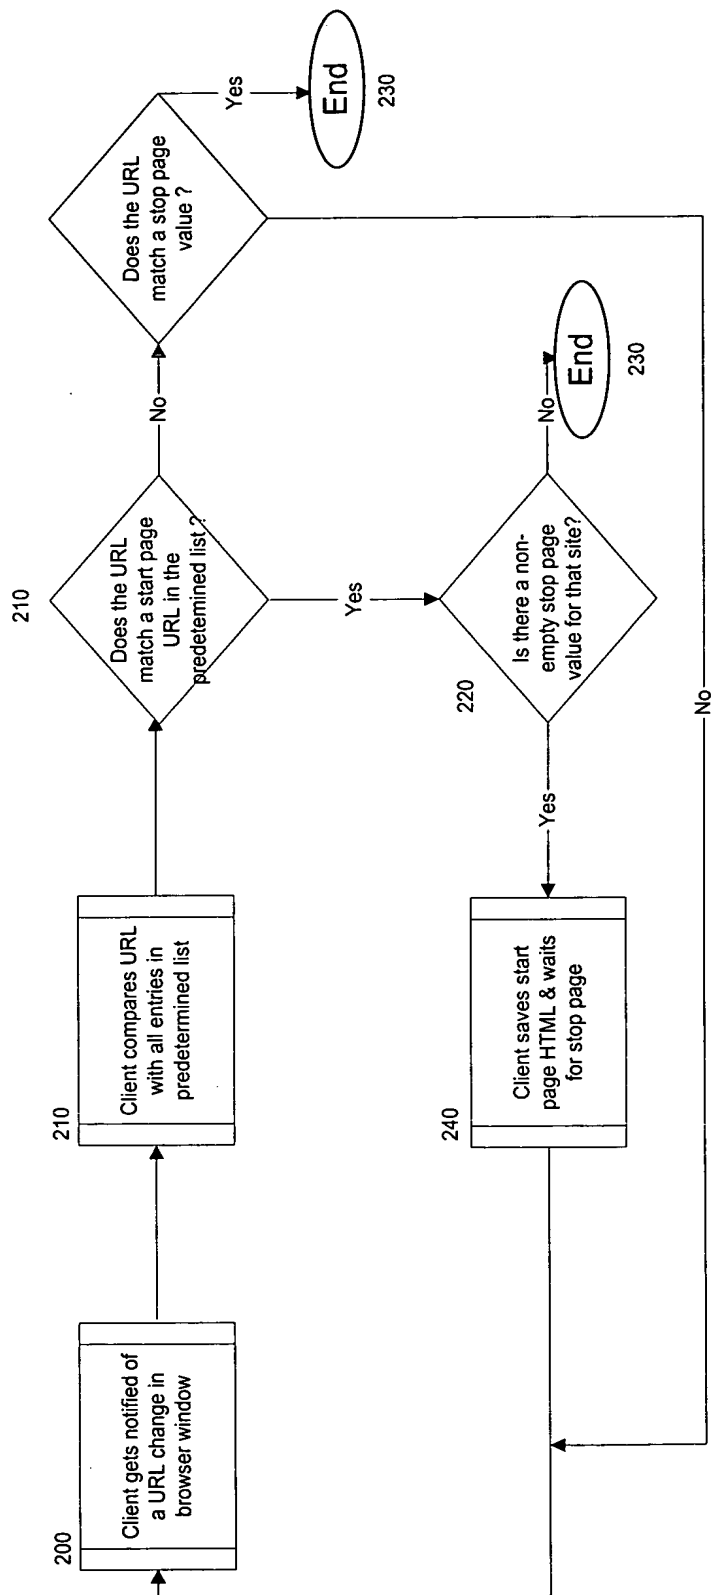 200
Client gets notified of
a URL change in
browser window
210
Client compares URL
with all entries in
predetermined list
210
Does the URL
match a start page
URL in the
predetemined list ?
No
Does the URL
match a stop page
value ?
Yes
End
230
Yes
220
Is there a non-
empty stop page
value for that site?
No
End
230
Yes
240
Client saves start
page HTML & waits
for stop page
No